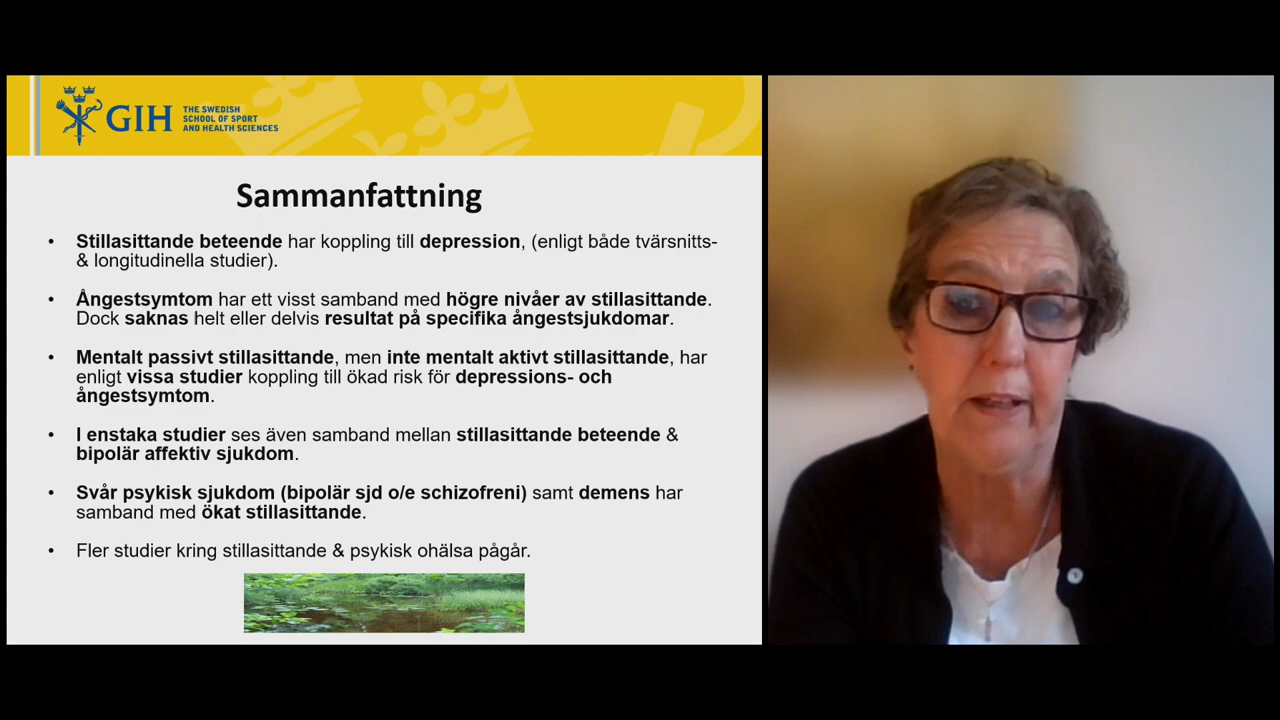 GIH
THE SWEDISH
SCHOOL OF SPORT
AND HEALTH SCIENCES
Sammanfattning
• Stillasittande beteende har koppling till depression, (enligt både tvärsnitts-
& longitudinella studier).
• Ångestsymtom har ett visst samband med högre nivåer av stillasittande.
Dock saknas helt eller delvis resultat på specifika ångestsjukdomar.
• Mentalt passivt stillasittande, men inte mentalt aktivt stillasittande, har
enligt vissa studier koppling till ökad risk för depressions- och
ångestsymtom.
• I enstaka studier ses även samband mellan stillasittande beteende &
bipolär affektiv sjukdom.
• Svår psykisk sjukdom (bipolär sjd o/e schizofreni) samt demens har
samband med ökat stillasittande.
• Fler studier kring stillasittande & psykisk ohälsa pågår.